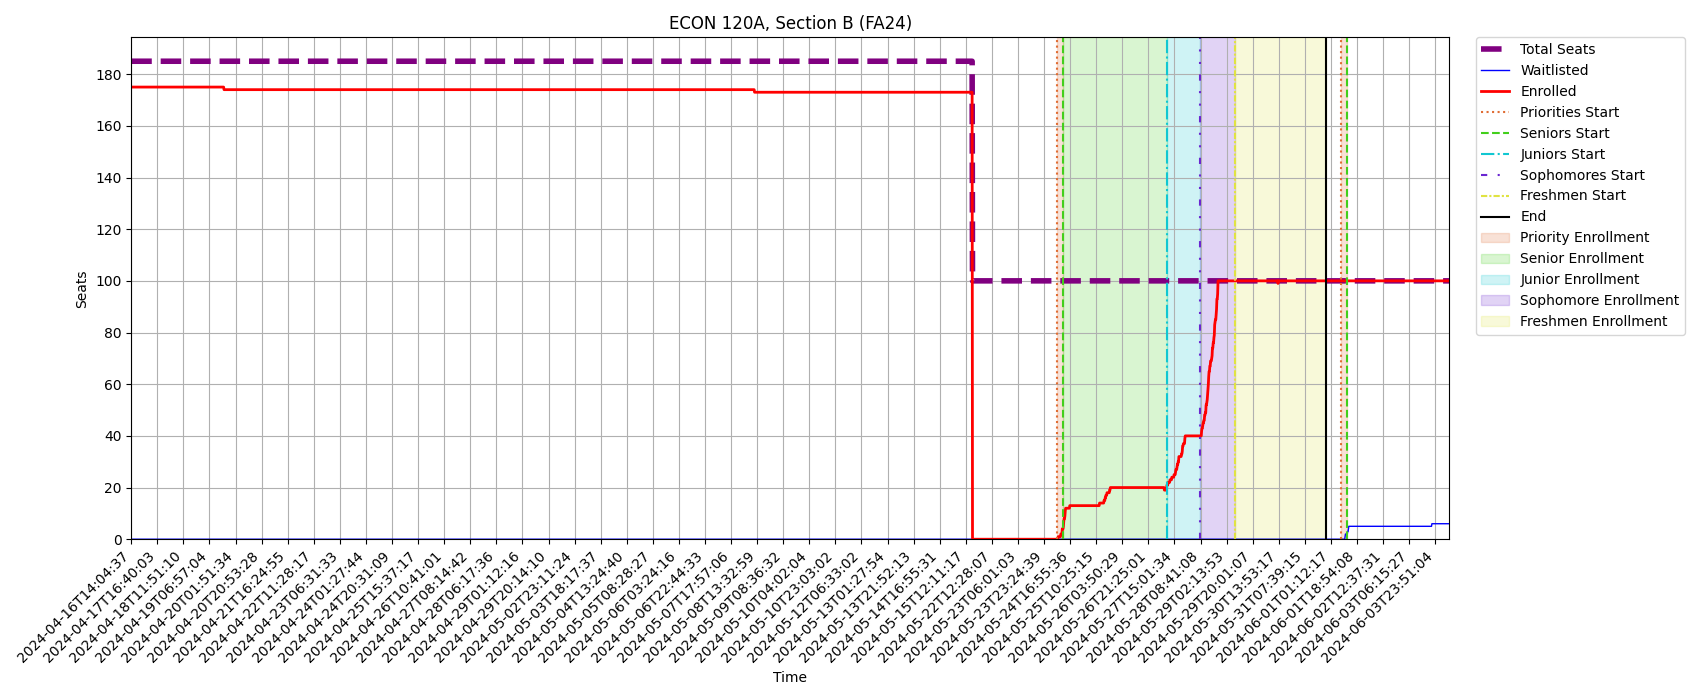 ECON 120A, Section B (FA24)
Seats
180
160
140
120
100
80
60
40
20
0
2024-04-16T14:04:37
2024-04-17T16:40:03
2024-04-18T11:51:10
2024-04-19T06:57:04
2024-04-20T01:51:34
2024-04-20T20:53:28
2024-04-21T16:24:55
2024-04-22T11:28:17
2024-04-23T06:31:33
2024-04-24T01:27:44
2024-04-24T20:31:09
2024-04-25T15:37:17
2024-04-26T10:41:01
2024-04-27T08:14:42
2024-04-28T06:17:36
2024-04-29T01:12:16
2024-04-29T20:14:10
2024-05-02T23:11:24
2024-05-03T18:17:37
2024-05-04T13:24:40
2024-05-05T08:28:27
2024-05-06T03:24:16
2024-05-06T22:44:33
2024-05-07T17:57:06
2024-05-08T13:32:59
2024-05-09T08:36:32
2024-05-10T04:02:04
2024-05-10T23:03:02
2024-05-12T06:33:02
2024-05-13T01:27:54
2024-05-13T21:52:13
2024-05-14T16:55:31
2024-05-15T12:11:17
2024-05-22T12:28:07
2024-05-23T06:01:03
2024-05-23T23:24:39
2024-05-24T16:55:36
2024-05-25T10:25:15
2024-05-26T03:50:29
2024-05-26T21:25:01
2024-05-27T15:01:34
2024-05-28T08:41:08
2024-05-29T02:13:53
2024-05-29T20:01:07
2024-05-30T13:53:17
2024-05-31T07:39:15
2024-06-01T01:12:17
2024-06-01T18:54:08
2024-06-02T12:37:31
2024-06-03T06:15:27
2024-06-03T23:51:04
Time
Total Seats
Waitlisted
Enrolled
Priorities Start
Seniors Start
Juniors Start
Sophomores Start
Freshmen Start
End
Priority Enrollment
Senior Enrollment
Junior Enrollment
Sophomore Enrollment
Freshmen Enrollment